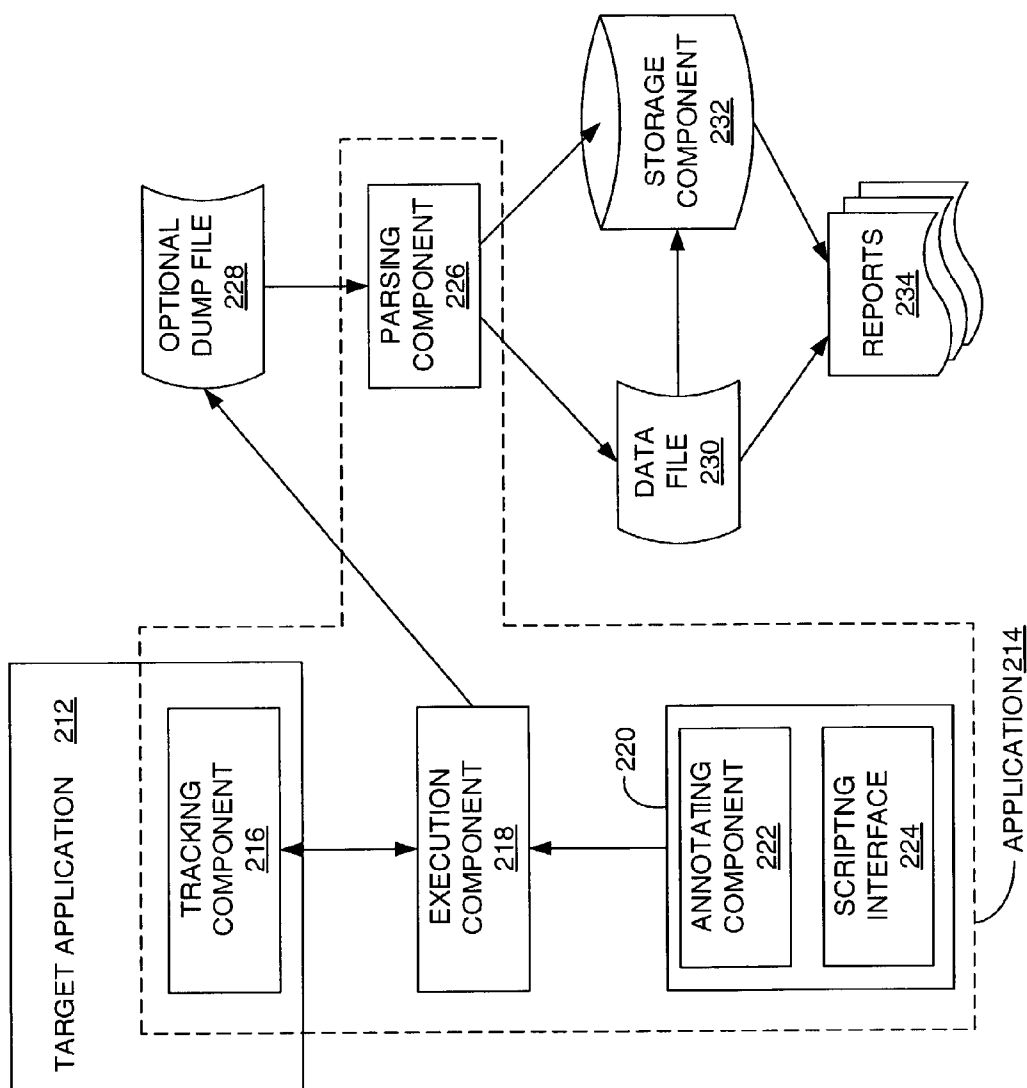 TARGET APPLICATION 212
TRACKING
COMPONENT
216
EXECUTION
COMPONENT
218
220
ANNOTATING
COMPONENT
222
SCRIPTNG
INTERFACE
224
APPLICATION 214
OPTIONAL
DUMP FILE
228
PARSING
COMPONENT
226
DATA
FILE
230
STORAGE
COMPONENT
232
REPORTS
234